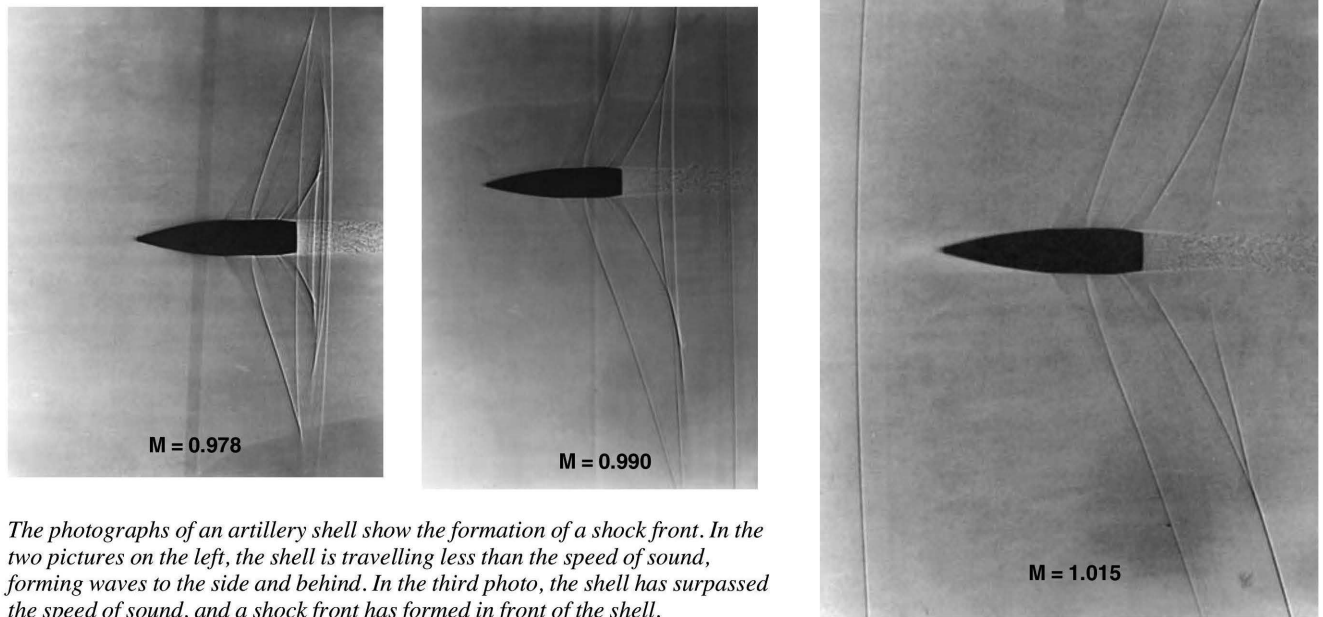 M = 0.978
M = 0.990
M = 1.015
The photographs of an artillery shell show the formation of a shock front. In the
two pictures on the left, the shell is travelling less than the speed of sound,
forming waves to the side and behind. In the third photo, the shell has surpassed
the speed of sound, and a shock front has formed in front of the shell.